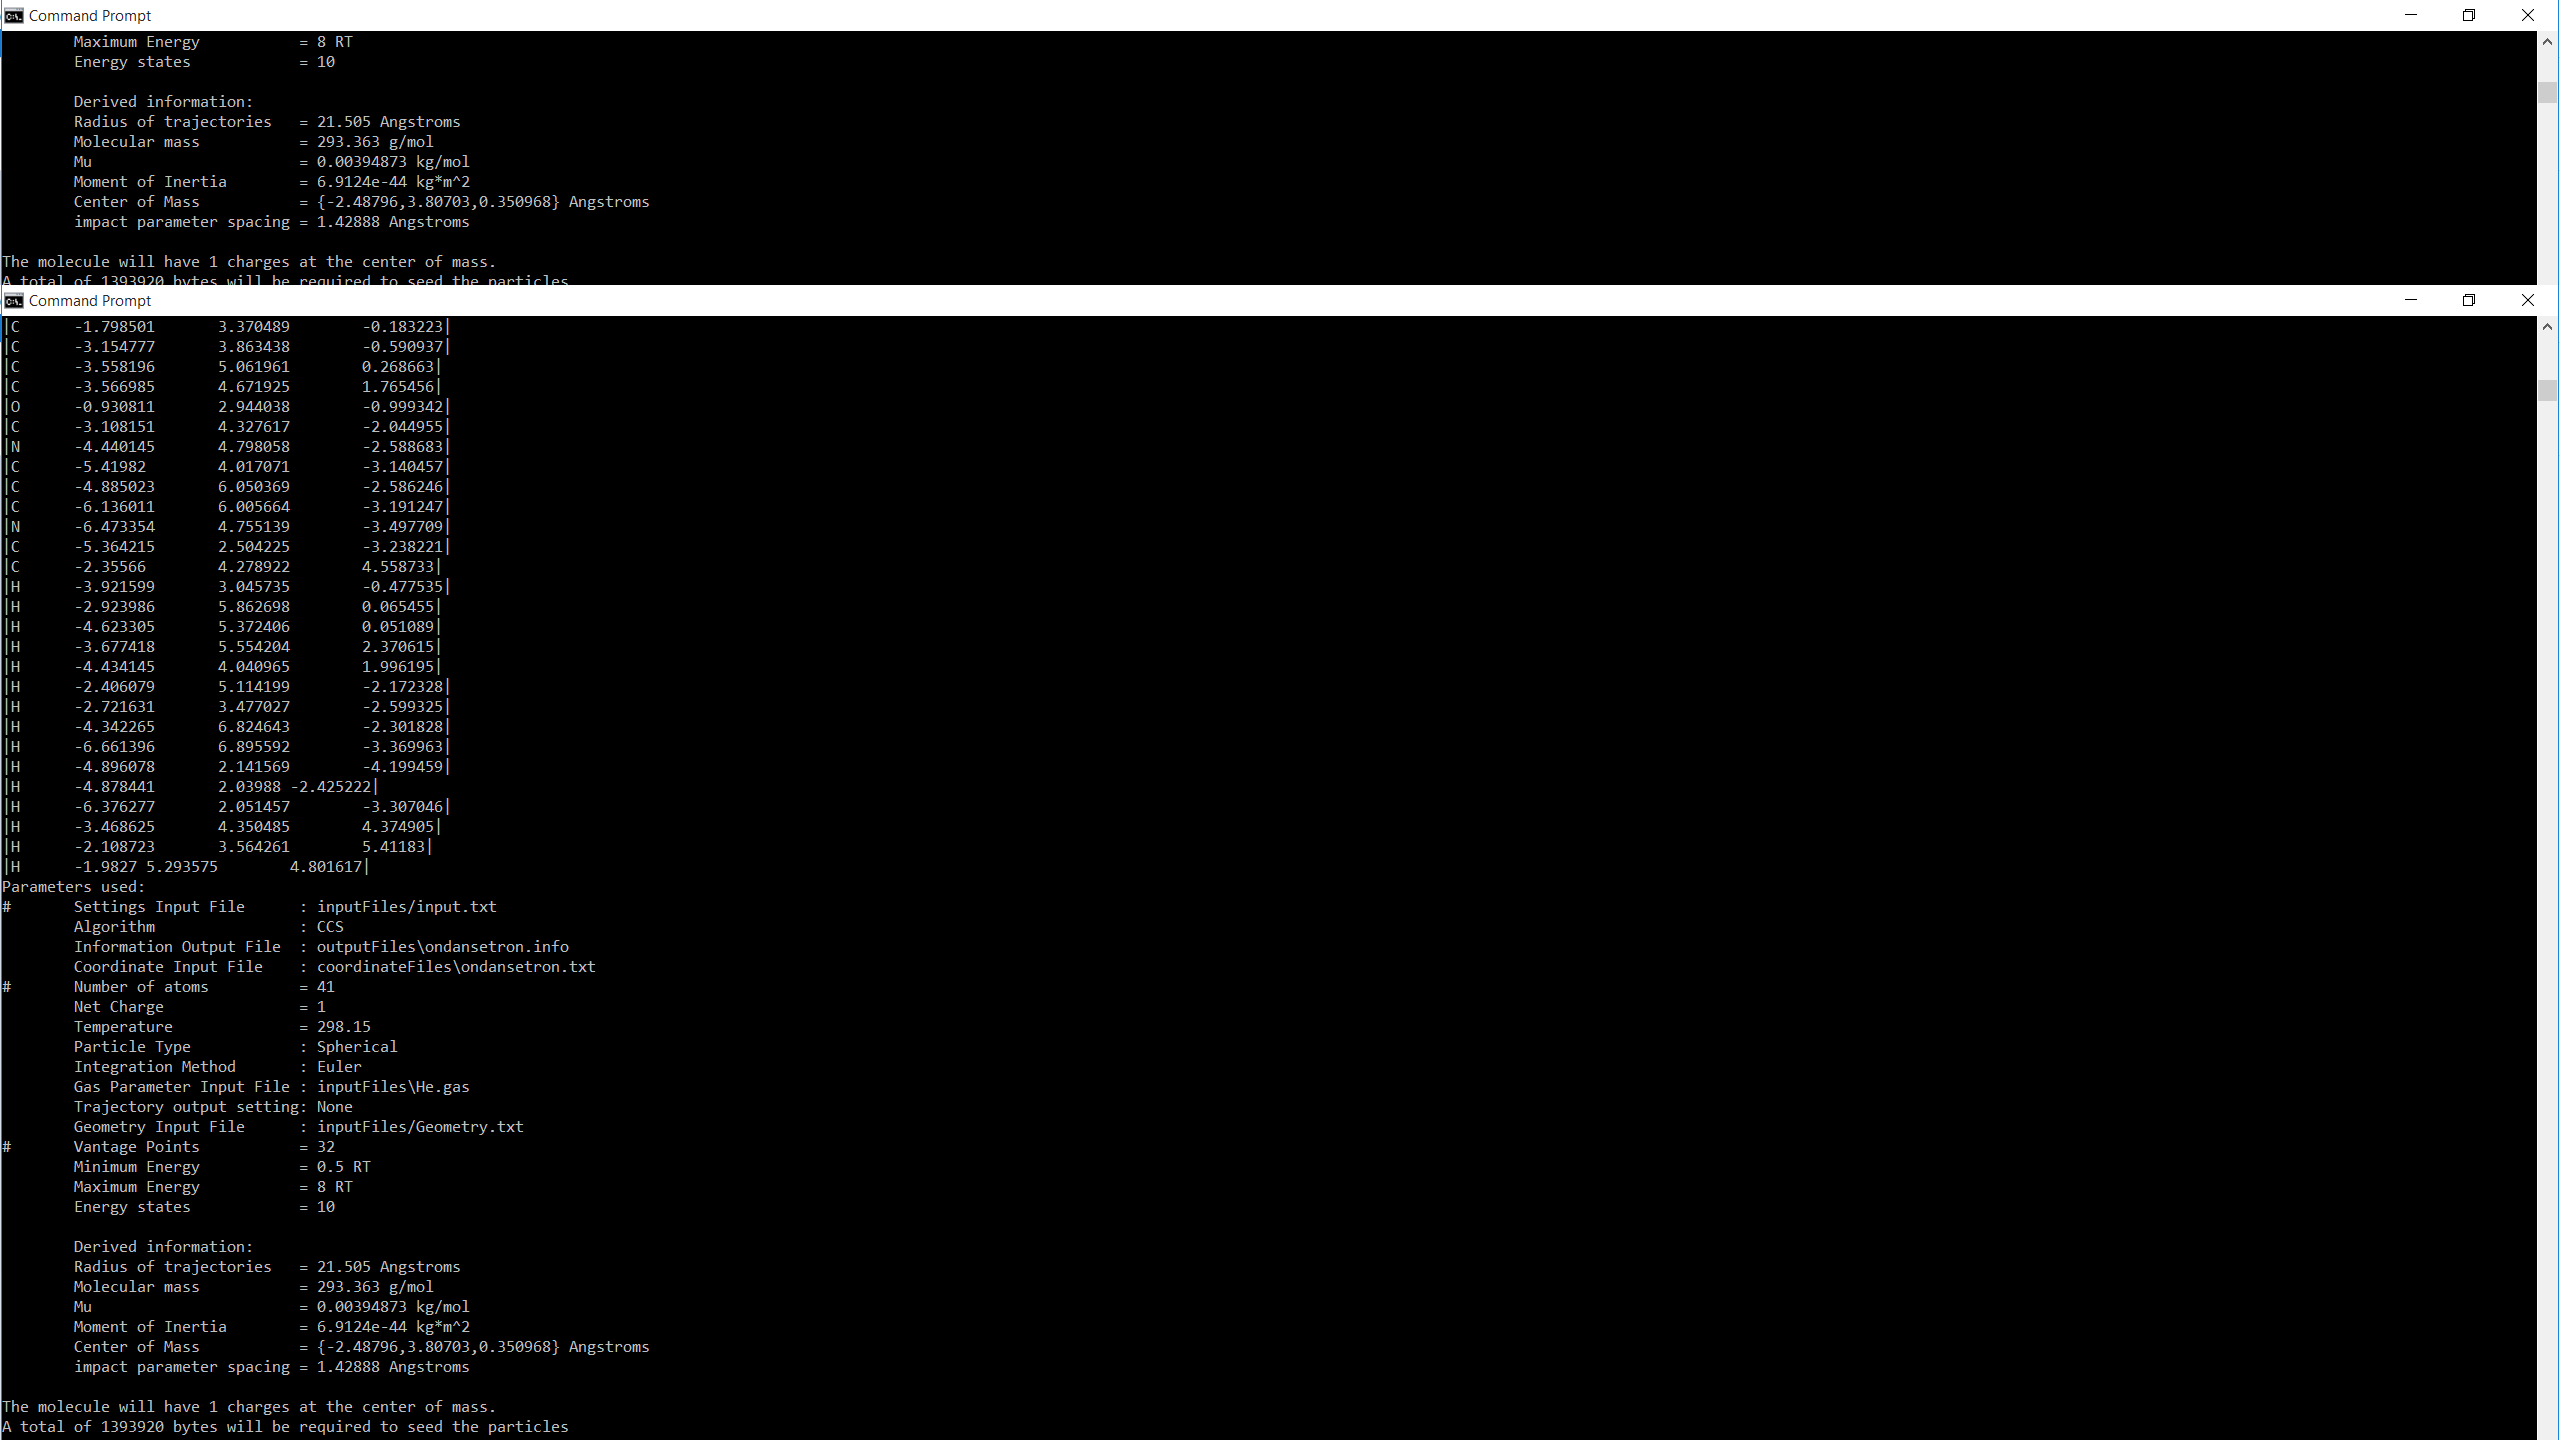 Command Prompt
Maximum Energy = 8 RT
Energy states = 10
Derived information:
Radius of trajectories = 21.505 Angstroms
Molecular mass = 293.363 g/mol
Mu = 0.00394873 kg/mol
Moment of Inertia = 6.9124e-44 kg*m^2
Center of Mass = {-2.48796,3.80703,0.350968} Angstroms
impact parameter spacing = 1.42888 Angstroms
The molecule will have 1 charges at the center of mass.
A total of 1393920 bytes will be required to seed the particles
Command Prompt
|C -1.798501 3.370489 -0.183223|
|C -3.154777 3.863438 -0.590937|
|C -3.558196 5.061961 0.268663|
|C -3.566985 4.671925 1.765456|
|O -0.930811 2.944038 -0.999342|
|C -3.108151 4.327617 -2.044955|
|N -4.440145 4.798058 -2.588683|
|C -5.41982 4.017071 -3.140457|
|C -4.885023 6.050369 -2.586246|
|C -6.136011 6.005664 -3.191247|
|N -6.473354 4.755139 -3.497709|
|C -5.364215 2.504225 -3.238221|
|C -2.35566 4.278922 4.558733|
|H -3.921599 3.045735 -0.477535|
|H -2.923986 5.862698 0.065455|
|H -4.623305 5.372406 0.051089|
|H -3.677418 5.554204 2.370615|
|H -4.434145 4.040965 1.996195|
|H -2.406079 5.114199 -2.172328|
|H -2.721631 3.477027 -2.599325|
|H -4.342265 6.824643 -2.301828|
|H -6.661396 6.895592 -3.369963|
|H -4.896078 2.141569 -4.199459|
|H -4.878441 2.03988 -2.425222|
|H -6.376277 2.051457 -3.307046|
|H -3.468625 4.350485 4.374905|
|H -2.108723 3.564261 5.41183|
|H -1.9827 5.293575 4.801617|
Parameters used:
# Settings Input File : inputFiles/input.txt
Algorithm : CCS
Information Output File : outputFiles\ondansetron.info
Coordinate Input File : coordinateFiles\ondansetron.txt
# Number of atoms = 41
Net Charge = 1
Temperature = 298.15
Particle Type : Spherical
Integration Method : Euler
Gas Parameter Input File : inputFiles\He.gas
Trajectory output setting: None
Geometry Input File : inputFiles/Geometry.txt
# Vantage Points = 32
Minimum Energy = 0.5 RT
Maximum Energy = 8 RT
Energy states = 10
Derived information:
Radius of trajectories = 21.505 Angstroms
Molecular mass = 293.363 g/mol
Mu = 0.00394873 kg/mol
Moment of Inertia = 6.9124e-44 kg*m^2
Center of Mass = {-2.48796,3.80703,0.350968} Angstroms
impact parameter spacing = 1.42888 Angstroms
The molecule will have 1 charges at the center of mass.
A total of 1393920 bytes will be required to seed the particles